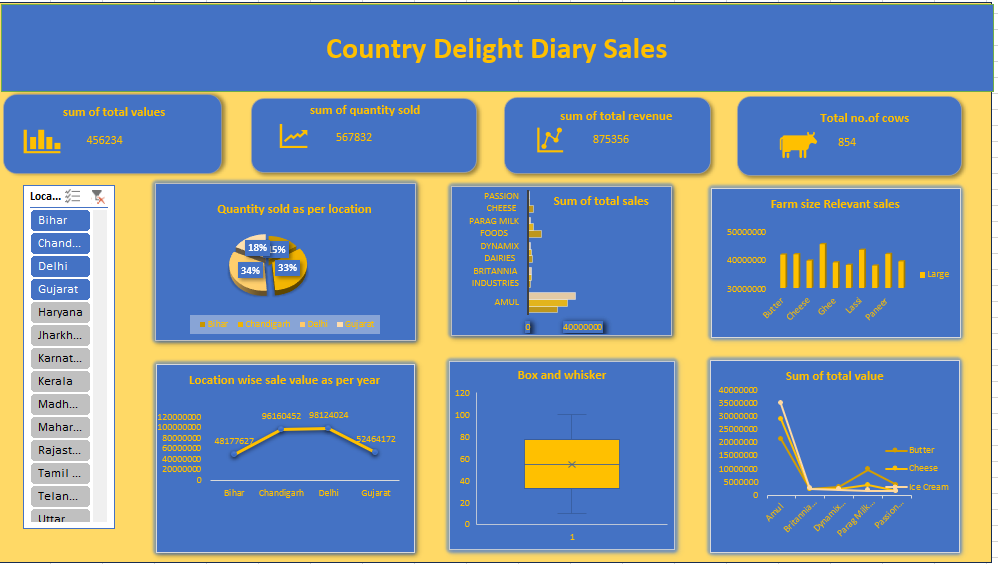 Country Delight Diary Sales
sum of total values
456234
sum of quantity sold
567832
sum of total revenue
875356
Total no.of cows
854
Loca...
Bihar
Chand...
Delhi
Gujarat
Haryana
Jharkh...
Karnat...
Kerala
Madh...
Mahar...
Rajast...
Tamil ...
Telan...
Uttar
Quantity sold as per location
18%
5%
34%
33%
Bihar
Chandigarh
Delhi
Gujarat
Sum of total sales
PASSION
CHEESE
PARAG MILK
FOODS
DYNAMIX
DAIRIES
BRITANNIA
INDUSTRIES
AMUL
0
40000000
Farm size Relevant sales
50000000
40000000
30000000
Butter
Cheese
Ghee
Lassi
Paneer
Large
Location wise sale value as per year
120000000
100000000
80000000
60000000
40000000
20000000
0
48177627
96160452
98124024
52464172
Bihar
Chandigarh
Delhi
Gujarat
Box and whisker
120
100
80
60
40
20
0
1
Sum of total value
40000000
35000000
30000000
25000000
20000000
15000000
10000000
5000000
0
Amul
Britannia...
Dynamix...
Parag Milk...
Passion...
Butter
Cheese
Ice Cream